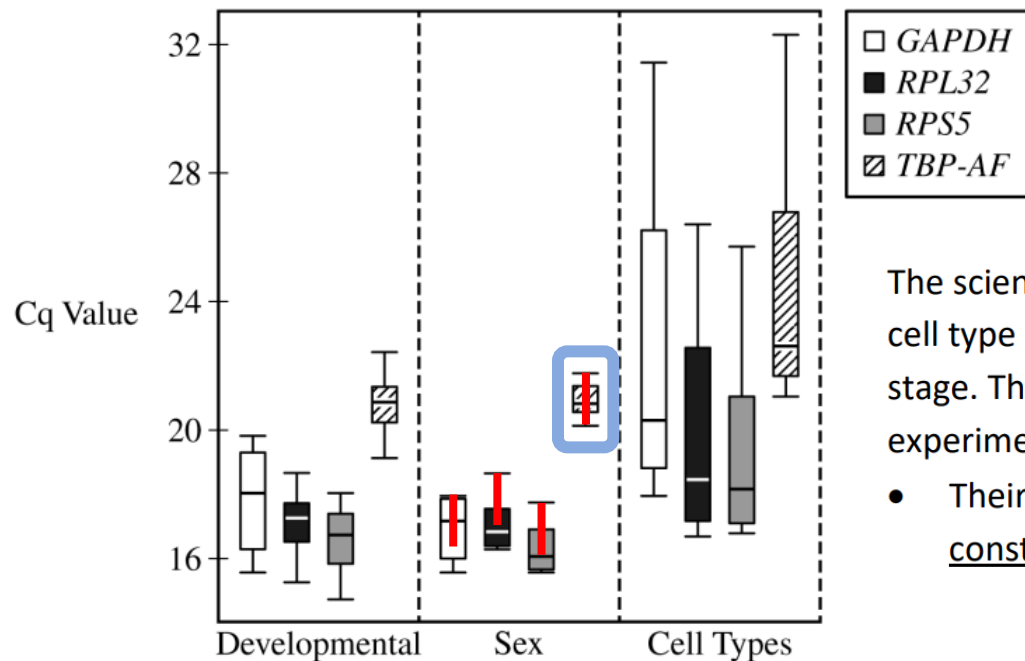 32
28
24
20
16
Cq Value
Developmental
Sex
Cell Types
GAPDH
RPL32
RPS5
TBP-AF
The scien
cell type
stage. Th
experime
• Their
const